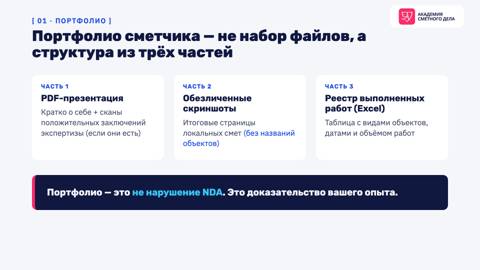 [ 01 · ПОРТФОЛИО ]
АКАДЕМИЯ
СМЕТНОГО ДЕЛА
Портфолио сметчика — не набор файлов, а
структура из трёх частей
ЧАСТЬ 1
PDF-презентация
Кратко о себе + сканы
положительных заключений
экспертизы (если они есть)
ЧАСТЬ 2
Обезличенные
скриншоты
Итоговые страницы
локальных смет (без названий
объектов)
ЧАСТЬ 3
Реестр выполненных
работ (Excel)
Таблица с видами объектов,
датами и объёмом работ
Портфолио — это не нарушение NDA. Это доказательство вашего опыта.